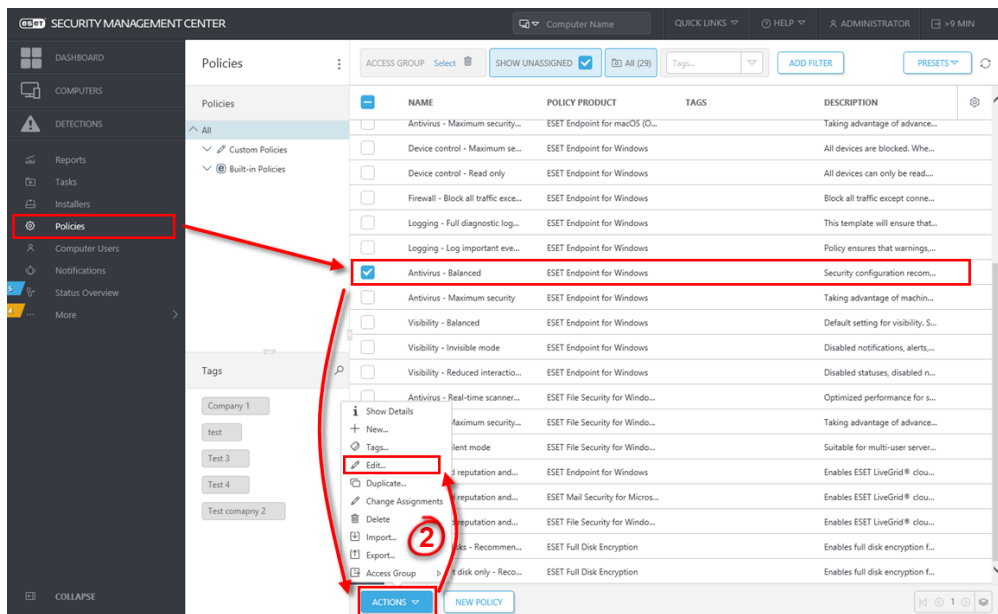 eset SECURITY MANAGEMENT CENTER
Computer Name
QUICK LINKS
HELP
ADMINISTRATOR
>9 MIN
DASHBOARD
COMPUTERS
DETECTIONS
Reports
Tasks
Installers
Policies
Computer Users
Notifications
Status Overview
More
COLLAPSE
Policies
Policies
All
Custom Policies
Built-in Policies
Tags
Company 1
test
Test 3
Test 4
Test comapny 2
ACCESS GROUP Select
SHOW UNASSIGNED
All (29)
Tags...
ADD FILTER
PRESETS
NAME POLICY PRODUCT TAGS DESCRIPTION
Antivirus - Maximum security... ESET Endpoint for macOS (O... Taking advantage of advance...
Device control - Maximum se... ESET Endpoint for Windows All devices are blocked. Whe...
Device control - Read only ESET Endpoint for Windows All devices can only be read....
Firewall - Block all traffic exce... ESET Endpoint for Windows Block all traffic except conne...
Logging - Full diagnostic log... ESET Endpoint for Windows This template will ensure that...
Logging - Log important eve... ESET Endpoint for Windows Policy ensures that warnings,...
Antivirus - Balanced ESET Endpoint for Windows Security configuration recom...
Antivirus - Maximum security ESET Endpoint for Windows Taking advantage of machin...
Visibility - Balanced ESET Endpoint for Windows Default setting for visibility. S...
Visibility - Invisible mode ESET Endpoint for Windows Disabled notifications, alerts,...
Visibility - Reduced interactio... ESET Endpoint for Windows Disabled statuses, disabled n...
Antivirus - Real-time scanner... ESET File Security for Windo... Optimized performance for s...
Maximum security... ESET File Security for Windo... Taking advantage of advance...
lent mode ESET File Security for Windo... Suitable for multi-user server...
d reputation and... ESET Endpoint for Windows Enables ESET LiveGrid® clou...
reputation and... ESET Mail Security for Micros... Enables ESET LiveGrid® clou...
reputation and... ESET File Security for Windo... Enables ESET LiveGrid® clou...
sks - Recommen... ESET Full Disk Encryption Enables full disk encryption f...
t disk only - Reco... ESET Full Disk Encryption Enables full disk encryption f...
Show Details
New...
Tags...
Edit...
Duplicate...
Change Assignments
Delete
Import...
Export...
Access Group
2
ACTIONS
NEW POLICY
1